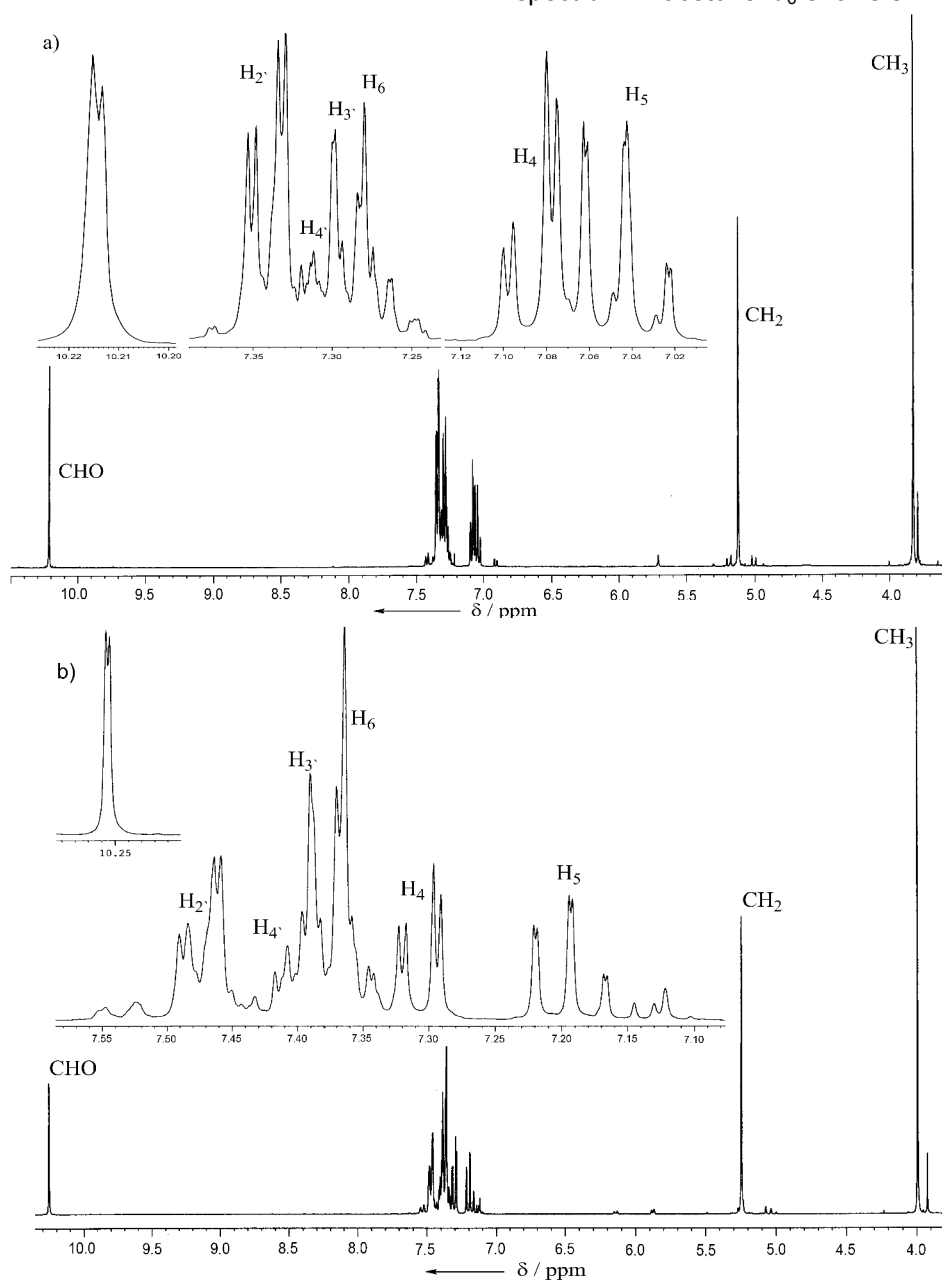 a)
H2`
H3`
H6
H4`
H4
H5
CH3
CH2
CHO
10.22 10.21 10.20
7.35 7.30 7.25
7.12 7.10 7.08 7.06 7.04 7.02
10.0 9.5 9.0 8.5 8.0 7.5 7.0 6.5 6.0 5.5 5.0 4.5 4.0
δ / ppm
b)
CH3
H6
H3`
H2`
H4`
H4
H5
CH2
10.25
7.55 7.50 7.45 7.40 7.35 7.30 7.25 7.20 7.15 7.10
CHO
10.0 9.5 9.0 8.5 8.0 7.5 7.0 6.5 6.0 5.5 5.0 4.5 4.0
δ / ppm